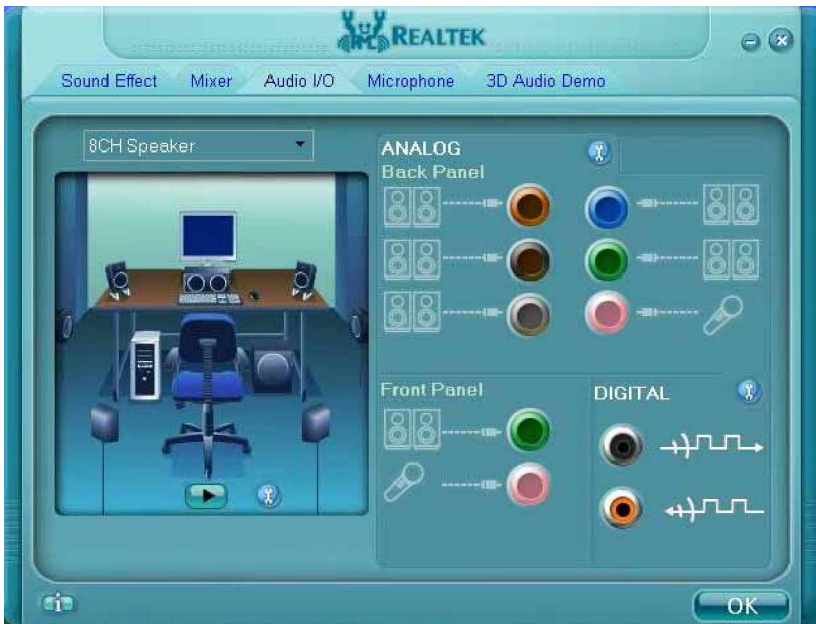 REALTEK
Sound Effect Mixer Audio I/O Microphone 3D Audio Demo
8CH Speaker
ANALOG
Back Panel
Front Panel
DIGITAL
OK